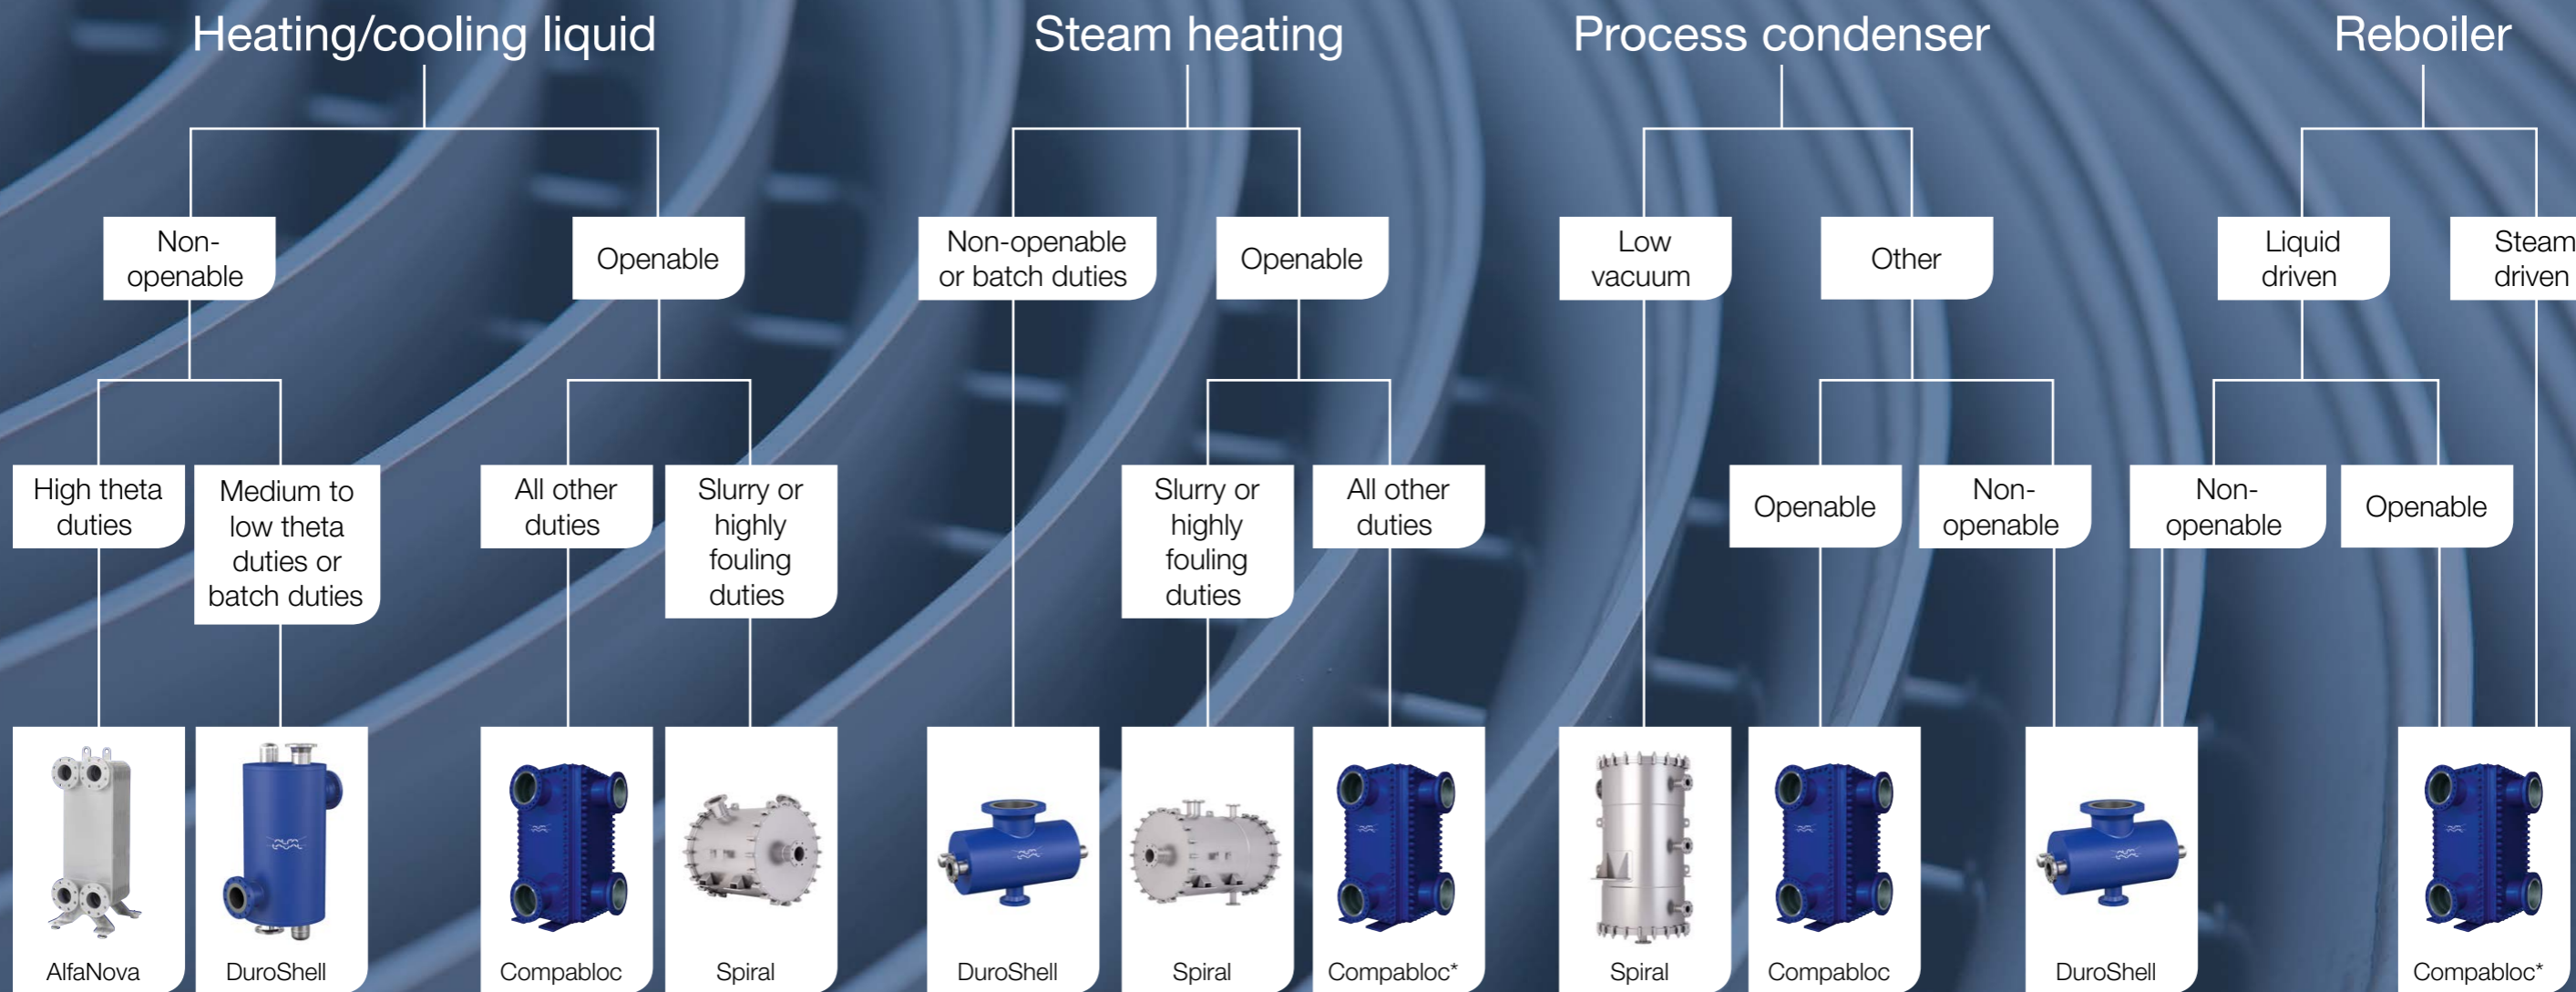 Heating/cooling liquid
Steam heating
Process condenser
Reboiler
Non-
openable
Openable
Non-openable
or batch duties
Openable
Low
vacuum
Other
Liquid
driven
Steam
driven
High theta
duties
Medium to
low theta
duties or
batch duties
All other
duties
Slurry or
highly
fouling
duties
Slurry or
highly
fouling
duties
All other
duties
Openable
Non-
openable
Non-
openable
Openable
AlfaNova
DuroShell
Compabloc
Spiral
DuroShell
Spiral
Compabloc*
Spiral
Compabloc
DuroShell
Compabloc*